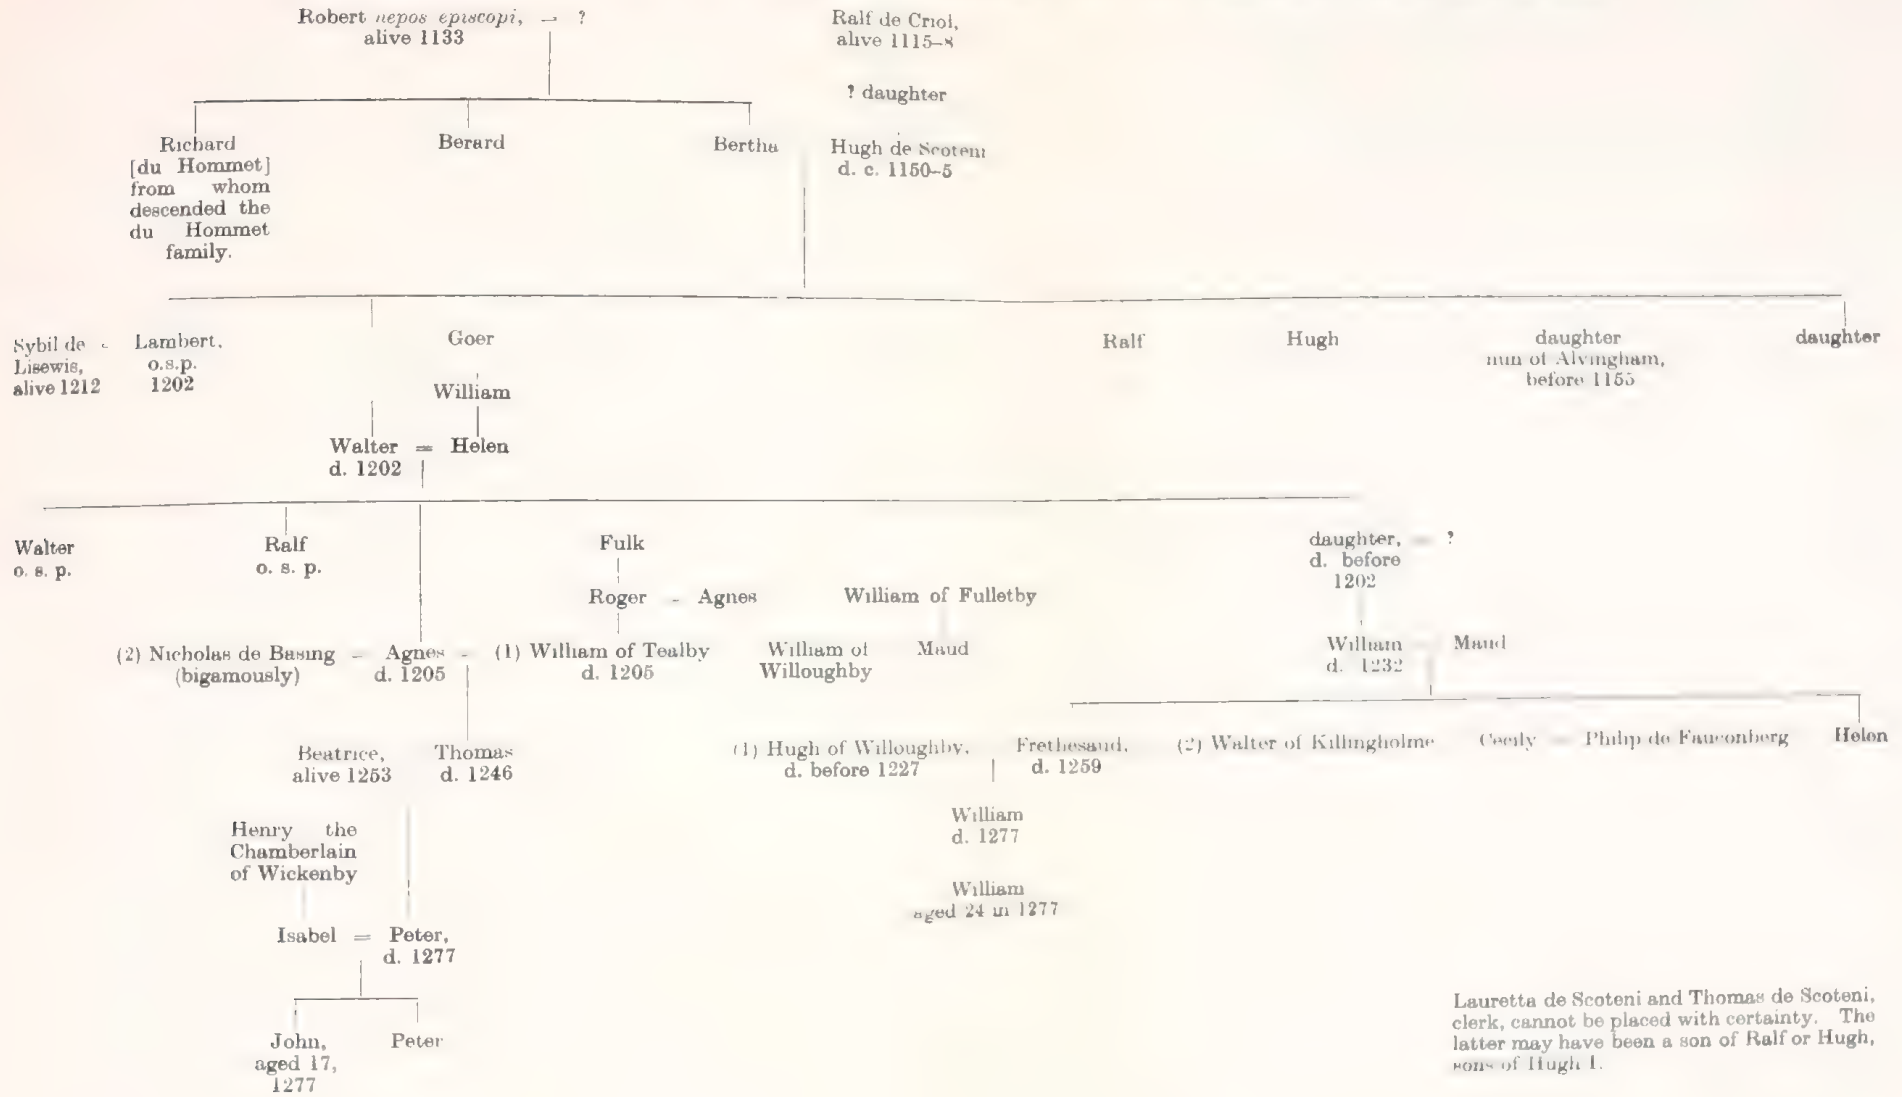 Robert nepos episcopi, — ?
alive 1133
Ralf de Criol,
alive 1115–8
? daughter
Richard
[du Hommet]
from whom
descended the
du Hommet
family.
Berard
Bertha
Hugh de Scoteni
d. c. 1150–5
Sybil de
Lisewis,
alive 1212
Lambert,
o.s.p.
1202
Goer
William
Ralf
Hugh
daughter
nun of Alvingham,
before 1155
daughter
Walter = Helen
d. 1202
Walter
o. s. p.
Ralf
o. s. p.
Fulk
Roger - Agnes
William of Fulletby
daughter, — ?
d. before
1202
(2) Nicholas de Basing – Agnes - (1) William of Tealby
(bigamously) d. 1205 d. 1205
William of
Willoughby
Maud
William — Maud
d. 1232
Beatrice,
alive 1253
Thomas
d. 1246
(1) Hugh of Willoughby,
d. before 1227
Frethesaud,
d. 1259
(2) Walter of Killingholme
Cecily — Philip de Fauconberg
Helen
Henry the
Chamberlain
of Wickenby
William
d. 1277
William
aged 24 in 1277
Isabel = Peter,
d. 1277
John,
aged 17,
1277
Peter
Lauretta de Scoteni and Thomas de Scoteni,
clerk, cannot be placed with certainty. The
latter may have been a son of Ralf or Hugh,
sons of Hugh I.